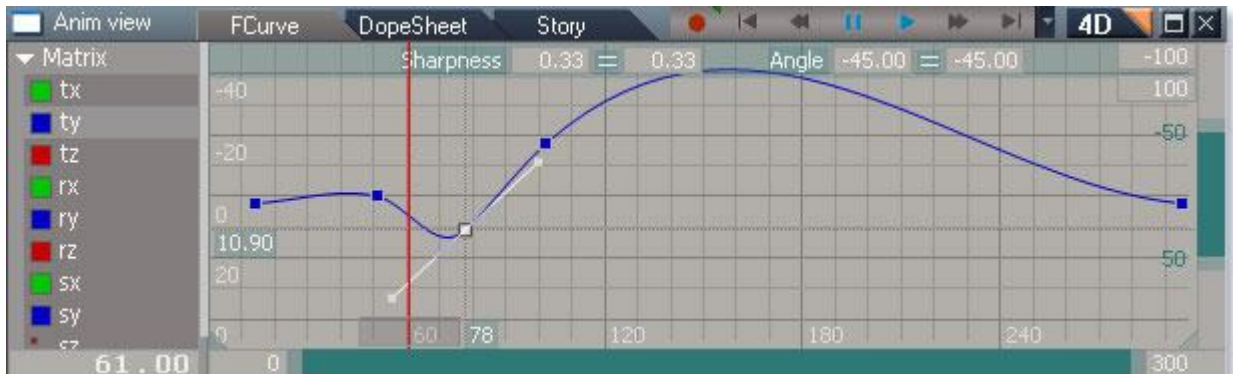 Anim view FCurve DopeSheet Story 4D
Matrix Sharpness 0.33 = 0.33 Angle -45.00 = -45.00 -100
tx -40 100
ty -50
tz -20
rx
ry 0
rz 10.90 50
sx 20
sy 0 60 78 120 180 240
sz
61.00 0 300